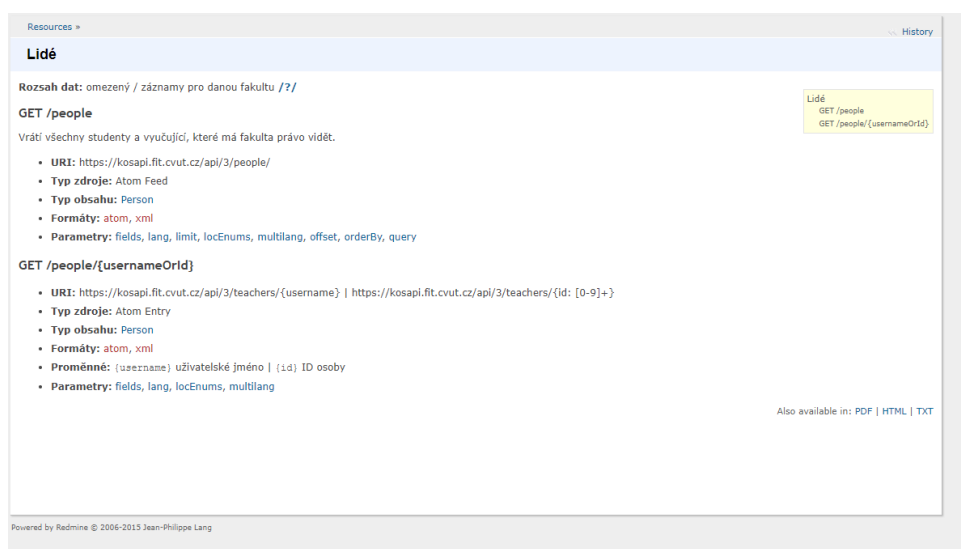 Resources »
History
Lidé
Rozsah dat: omezený / záznamy pro danou fakultu /?/
Lidé
GET /people
GET /people/{usernameOrId}
GET /people
Vrátí všechny studenty a vyučující, které má fakulta právo vidět.
• URI: https://kosapi.fit.cvut.cz/api/3/people/
• Typ zdroje: Atom Feed
• Typ obsahu: Person
• Formáty: atom, xml
• Parametry: fields, lang, limit, locEnums, multilang, offset, orderBy, query
GET /people/{usernameOrId}
• URI: https://kosapi.fit.cvut.cz/api/3/teachers/{username} | https://kosapi.fit.cvut.cz/api/3/teachers/{id: [0-9]+}
• Typ zdroje: Atom Entry
• Typ obsahu: Person
• Formáty: atom, xml
• Proměnné: {username} uživatelské jméno | {id} ID osoby
• Parametry: fields, lang, locEnums, multilang
Also available in: PDF | HTML | TXT
Powered by Redmine © 2006-2015 Jean-Philippe Lang